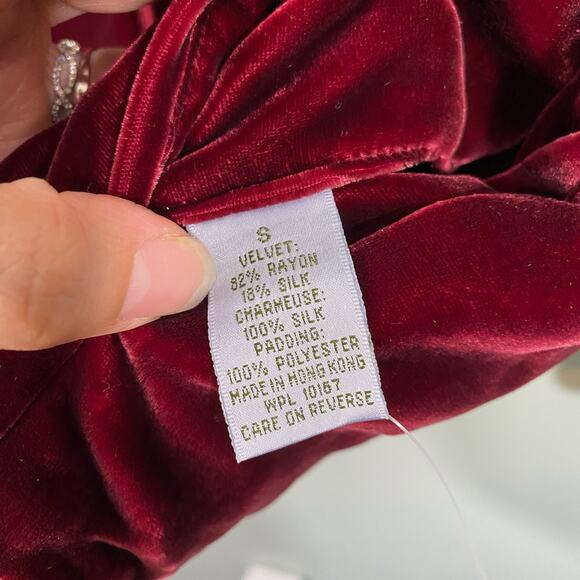 S
VELVET:
82% RAYON
18% SILK
CHARMEUSE:
100% SILK
PADDING:
100% POLYESTER
MADE IN HONG KONG
WPL 10157
CARE ON REVERSE